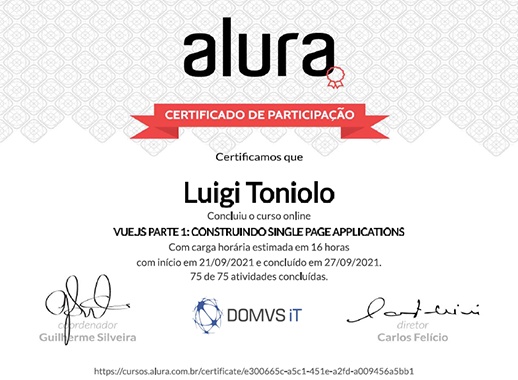 alura
CERTIFICADO DE PARTICIPAÇÃO
Certificamos que
Luigi Toniolo
Concluiu o curso online
VUEJS PARTE 1: CONSTRUINDO SINGLE PAGE APPLICATIONS
Com carga horária estimada em 16 horas
com início em 21/09/2021 e concluído em 27/09/2021.
75 de 75 atividades concluídas.
coordenador
Guilherme Silveira
DOMVS iT
diretor
Carlos Felício
https://cursos.alura.com.br/certificate/e300665c-a5c1-451e-a2fd-a009456a5bb1